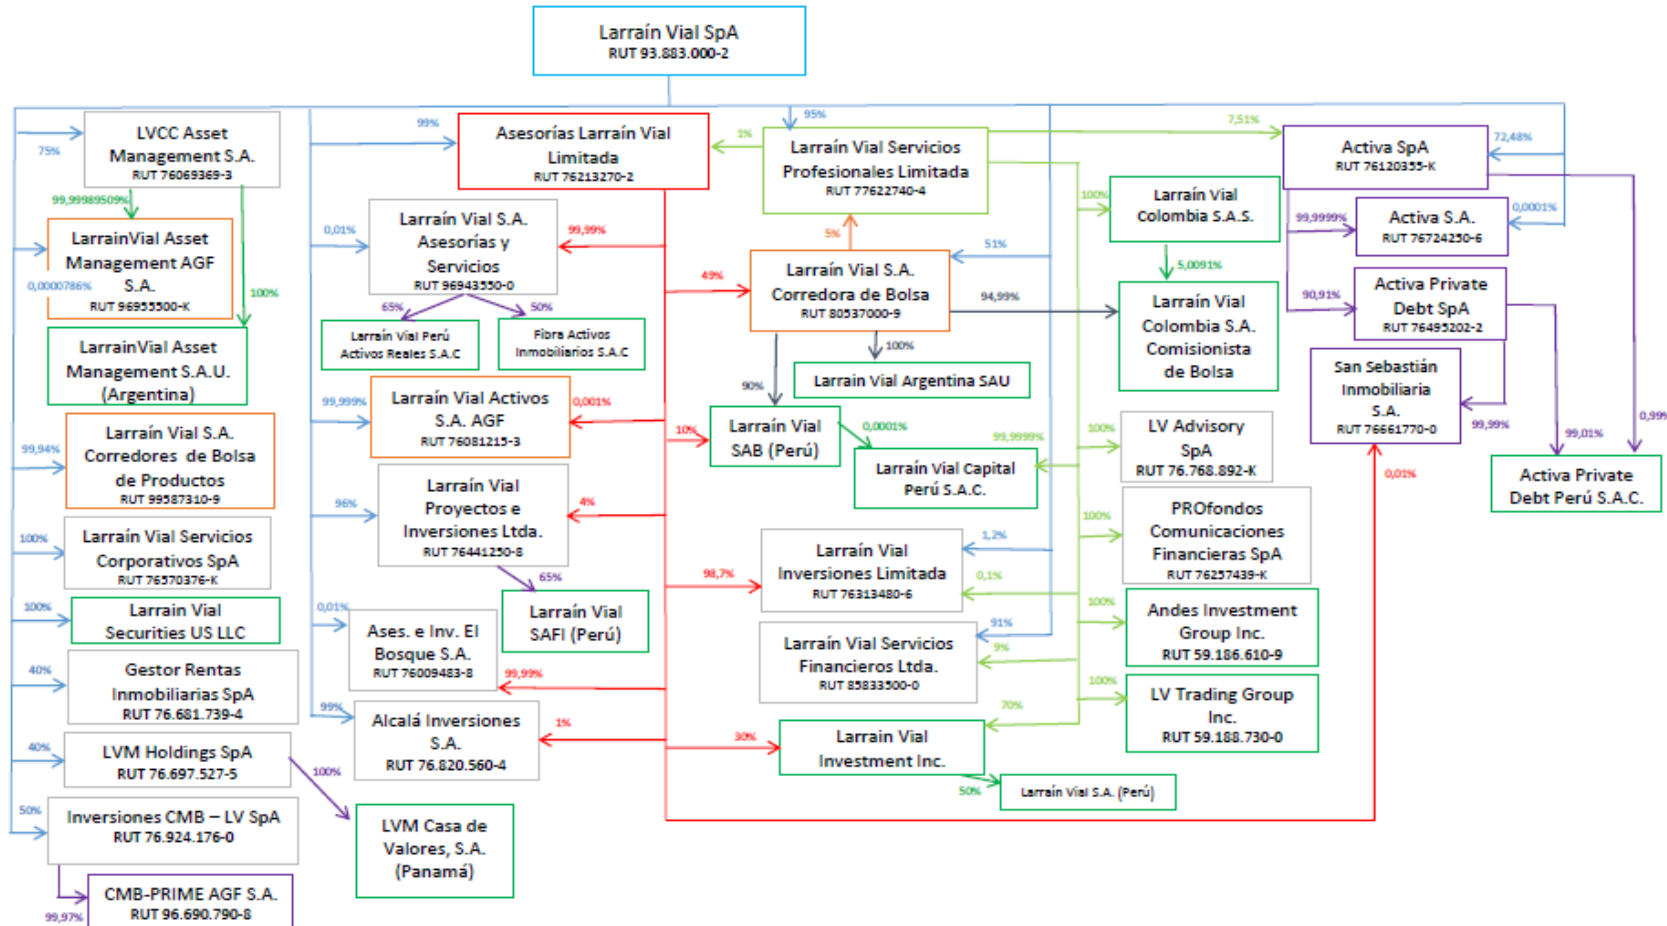 Larraín Vial SpA
RUT 93.883.000-2
LVCC Asset
Management S.A.
RUT 76069369-3
75%
99,99989509%
LarrainVial Asset
Management AGF
S.A.
RUT 96955500-K
0,0000786%
100%
LarrainVial Asset
Management S.A.U.
(Argentina)
Larraín Vial S.A.
Corredores de Bolsa
de Productos
RUT 99587310-9
99,94%
Larraín Vial Servicios
Corporativos SpA
RUT 76570376-K
100%
Larrain Vial
Securities US LLC
100%
Gestor Rentas
Inmobiliarias SpA
RUT 76.681.739-4
40%
LVM Holdings SpA
RUT 76.697.527-5
40%
100%
Inversiones CMB – LV SpA
RUT 76.924.176-0
50%
CMB-PRIME AGF S.A.
RUT 96.690.790-8
99,97%
99%
Asesorías Larraín Vial
Limitada
RUT 76213270-2
1%
Larraín Vial S.A.
Asesorías y
Servicios
RUT 96943550-0
0,01%
99,99%
65%
50%
Larraín Vial Perú
Activos Reales S.A.C
Fibra Activos
Inmobiliarios S.A.C
Larraín Vial Activos
S.A. AGF
RUT 76081215-3
99,999%
0,001%
Larraín Vial
Proyectos e
Inversiones Ltda.
RUT 76441250-8
96%
4%
65%
Larraín Vial
SAFI (Perú)
Ases. e Inv. El
Bosque S.A.
RUT 76009483-8
0,01%
99,99%
Alcalá Inversiones
S.A.
RUT 76.820.560-4
99%
1%
LVM Casa de
Valores, S.A.
(Panamá)
95%
Larraín Vial Servicios
Profesionales Limitada
RUT 77622740-4
5%
Larraín Vial S.A.
Corredora de Bolsa
RUT 80537000-9
49%
51%
94,99%
100%
90%
Larrain Vial Argentina SAU
Larraín Vial
SAB (Perú)
10%
0,0001%
99,9999%
Larraín Vial Capital
Perú S.A.C.
Larraín Vial
Inversiones Limitada
RUT 76313480-6
98,7%
1,2%
0,1%
Larraín Vial Servicios
Financieros Ltda.
RUT 85833500-0
91%
9%
Larrain Vial
Investment Inc.
30%
70%
50%
Larraín Vial S.A. (Perú)
7,51%
100%
Larraín Vial
Colombia S.A.S.
5,0091%
Larraín Vial
Colombia S.A.
Comisionista
de Bolsa
100%
LV Advisory
SpA
RUT 76.768.892-K
100%
PROfondos
Comunicaciones
Financieras SpA
RUT 76257439-K
100%
Andes Investment
Group Inc.
RUT 59.186.610-9
100%
LV Trading Group
Inc.
RUT 59.188.730-0
Activa SpA
RUT 76120355-K
72,48%
99,9999%
0,0001%
Activa S.A.
RUT 76724250-6
90,91%
Activa Private
Debt SpA
RUT 76495202-2
San Sebastián
Inmobiliaria
S.A.
RUT 76661770-0
99,99%
0,01%
99,01%
0,99%
Activa Private
Debt Perú S.A.C.